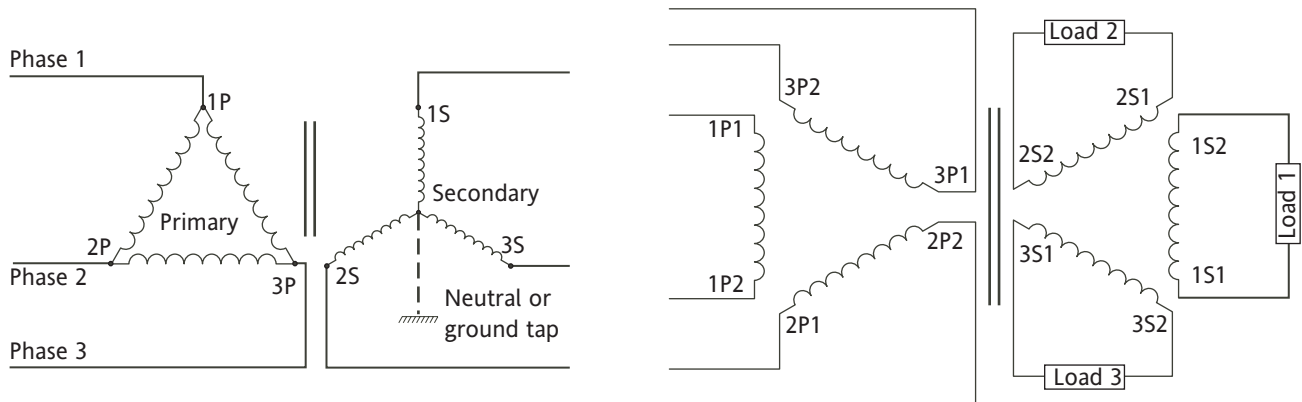 Phase 1
1P
1S
Secondary
Primary
2P
Phase 2
3P
2S
3S
Neutral or
ground tap
Phase 3
3P2
1P1
3P1
2P2
1P2
2P1
Load 2
2S1
2S2
1S2
Load 1
3S1
1S1
3S2
Load 3